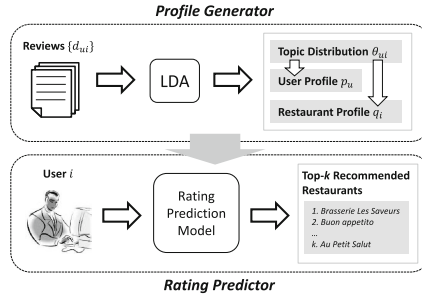 Profile Generator
Reviews {d_ui}
LDA
Topic Distribution θ_ui
User Profile p_u
Restaurant Profile q_i
User i
Rating
Prediction
Model
Top-k Recommended
Restaurants
1. Brasserie Les Saveurs
2. Buon appetito
...
k. Au Petit Salut
Rating Predictor